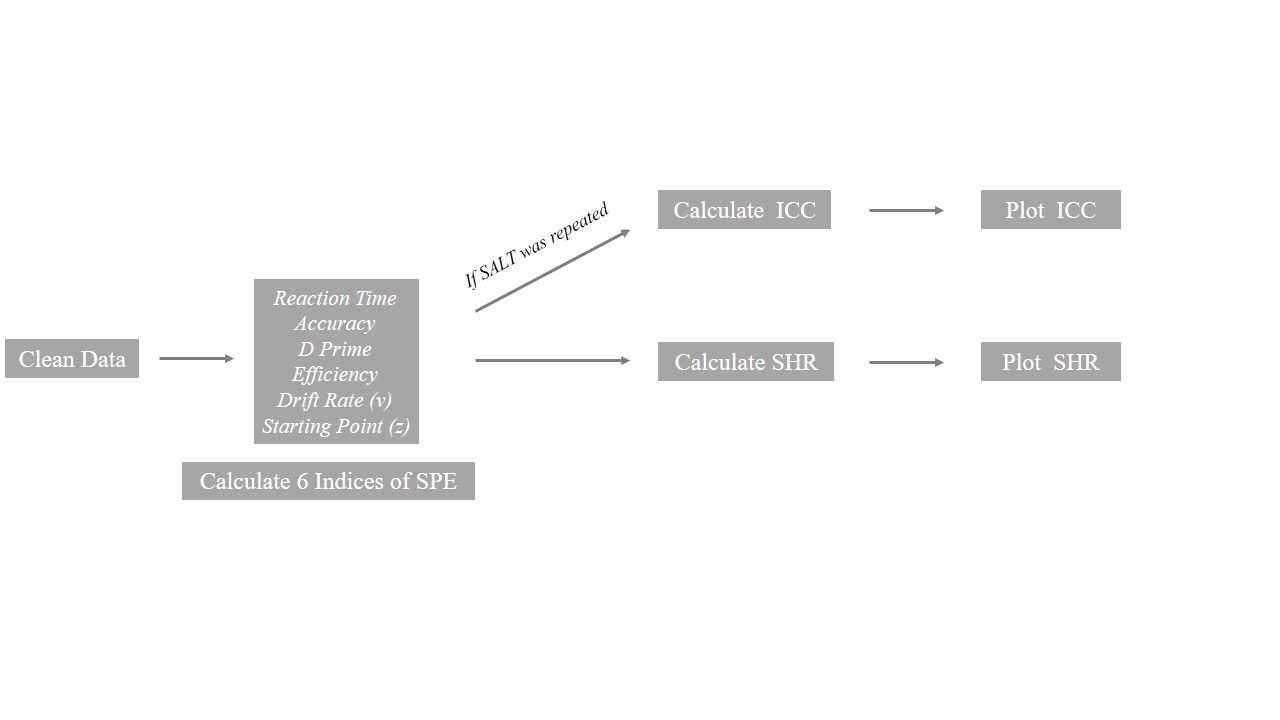 Clean Data
Reaction Time
Accuracy
D Prime
Efficiency
Drift Rate (v)
Starting Point (z)
Calculate 6 Indices of SPE
If SALT was repeated
Calculate  ICC
Plot  ICC
Calculate SHR
Plot  SHR